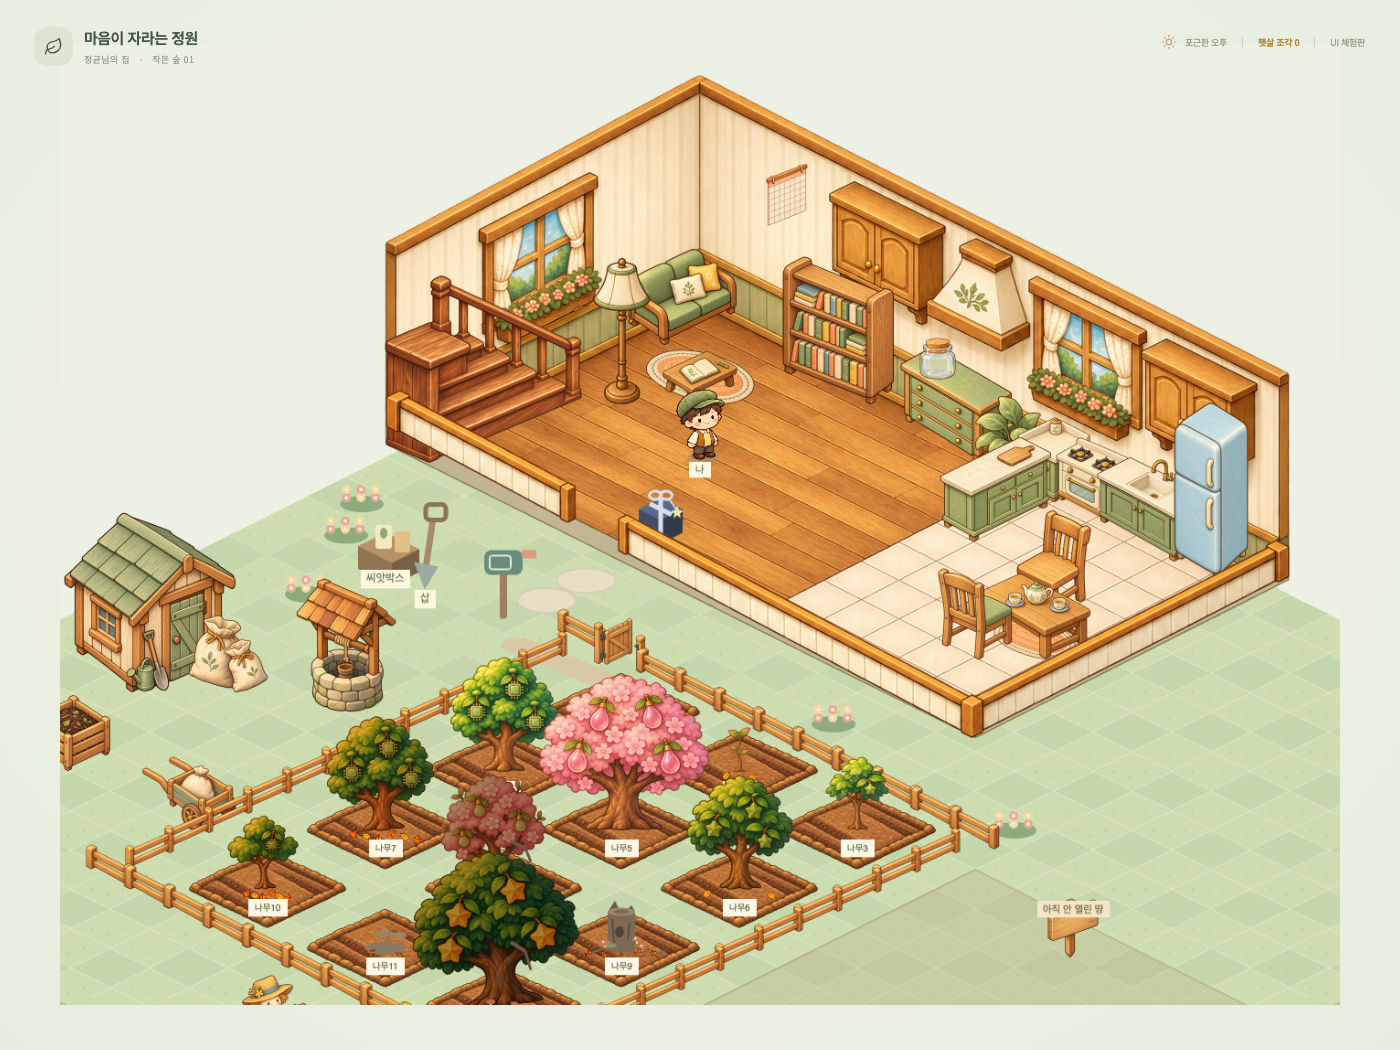 마음이 자라는 정원
정균님의 집 · 작은 숲 01
포근한 오후
햇살 조각 0
UI 체험판
나
씨앗박스
삽
나무7
나무5
나무3
나무10
나무6
아직 안 열린 땅
나무11
나무9